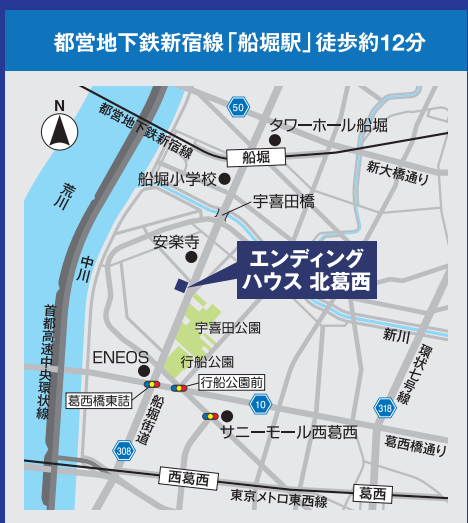 都営地下鉄新宿線「船堀駅」徒歩約12分
N
50
都営地下鉄新宿線
タワーホール船堀
船堀
新大橋通り
船堀小学校
荒川
宇喜田橋
中川
安楽寺
エンディング
ハウス 北葛西
首都高速中央環状線
宇喜田公園
新川
環状七号線
ENEOS
行船公園
行船公園前
葛西橋東詰
10
318
船堀街道
サニーモール西葛西
葛西橋通り
308
西葛西
東京メトロ東西線
葛西